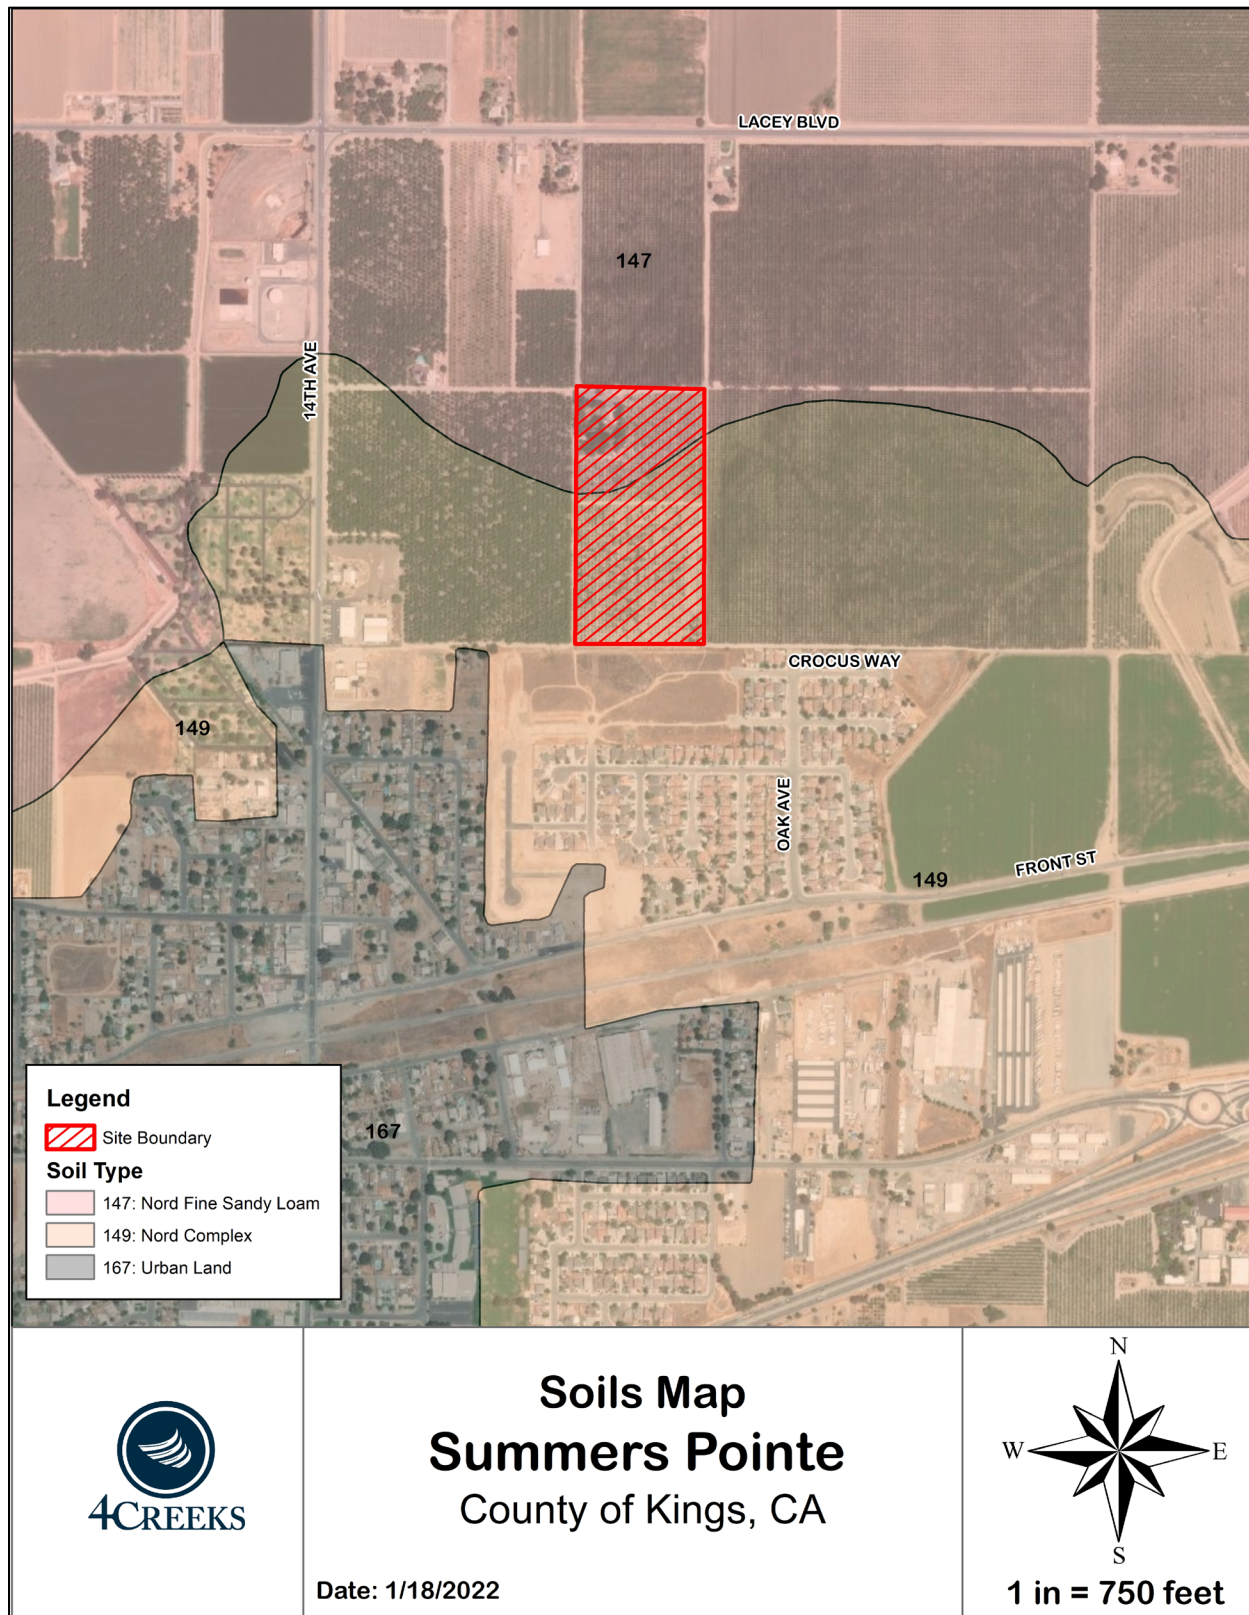 LACEY BLVD
147
14TH AVE
CROCUS WAY
149
OAK AVE
FRONT ST
149
167
Legend
Site Boundary
Soil Type
147: Nord Fine Sandy Loam
149: Nord Complex
167: Urban Land
4CREEKS
Soils Map
Summers Pointe
County of Kings, CA
Date: 1/18/2022
N
W
E
S
1 in = 750 feet